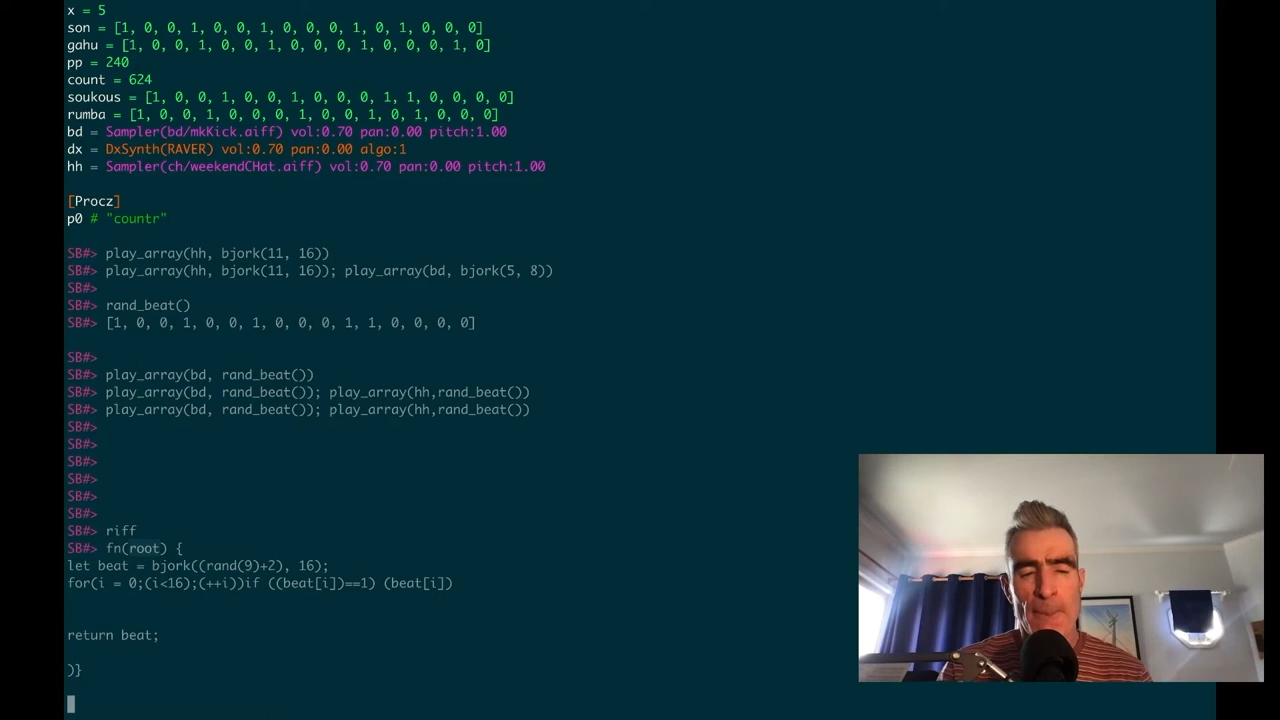 x = 5
son = [1, 0, 0, 1, 0, 0, 1, 0, 0, 0, 1, 0, 1, 0, 0, 0]
gahu = [1, 0, 0, 1, 0, 0, 1, 0, 0, 0, 1, 0, 0, 0, 1, 0]
pp = 240
count = 624
soukous = [1, 0, 0, 1, 0, 0, 1, 0, 0, 0, 1, 1, 0, 0, 0, 0]
rumba = [1, 0, 0, 1, 0, 0, 0, 1, 0, 0, 1, 0, 1, 0, 0, 0]
bd = Sampler(bd/mkKick.aiff) vol:0.70 pan:0.00 pitch:1.00
dx = DxSynth(RAVER) vol:0.70 pan:0.00 algo:1
hh = Sampler(ch/weekendCHat.aiff) vol:0.70 pan:0.00 pitch:1.00
[Procz]
p0 # "countr"
SB#> play_array(hh, bjork(11, 16))
SB#> play_array(hh, bjork(11, 16)); play_array(bd, bjork(5, 8))
SB#>
SB#> rand_beat()
SB#> [1, 0, 0, 1, 0, 0, 1, 0, 0, 0, 1, 1, 0, 0, 0, 0]
SB#>
SB#> play_array(bd, rand_beat())
SB#> play_array(bd, rand_beat()); play_array(hh,rand_beat())
SB#> play_array(bd, rand_beat()); play_array(hh,rand_beat())
SB#>
SB#>
SB#>
SB#>
SB#>
SB#>
SB#> riff
SB#> fn(root) {
let beat = bjork((rand(9)+2), 16);
for(i = 0;(i<16);(++i))if ((beat[i])==1) (beat[i])
return beat;
)}